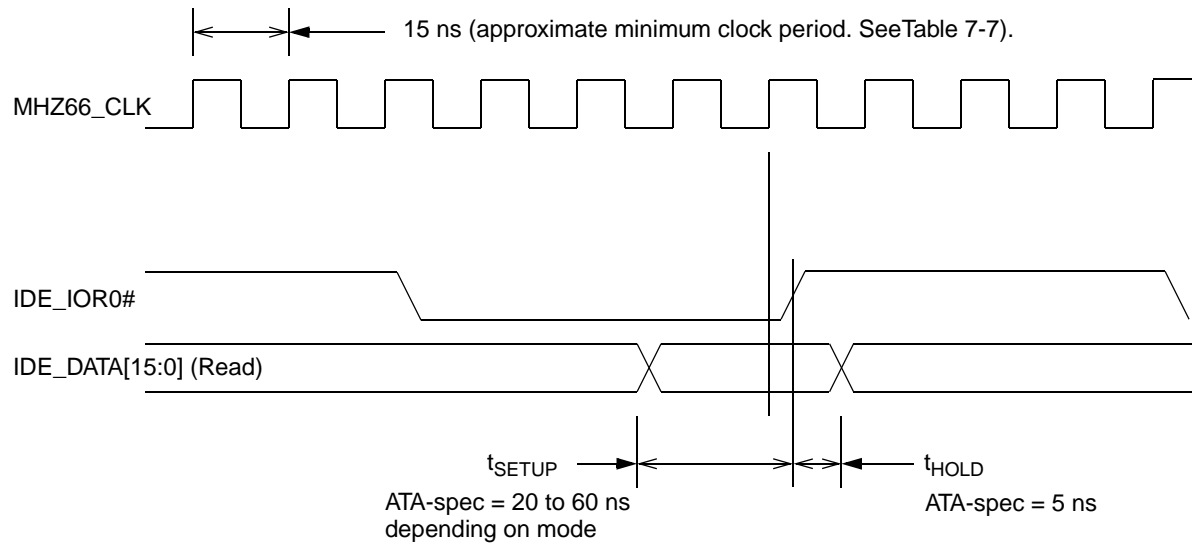 15 ns (approximate minimum clock period. SeeTable 7-7).
MHZ66_CLK
IDE_IOR0#
IDE_DATA[15:0] (Read)
tSETUP
ATA-spec = 20 to 60 ns
depending on mode
tHOLD
ATA-spec = 5 ns